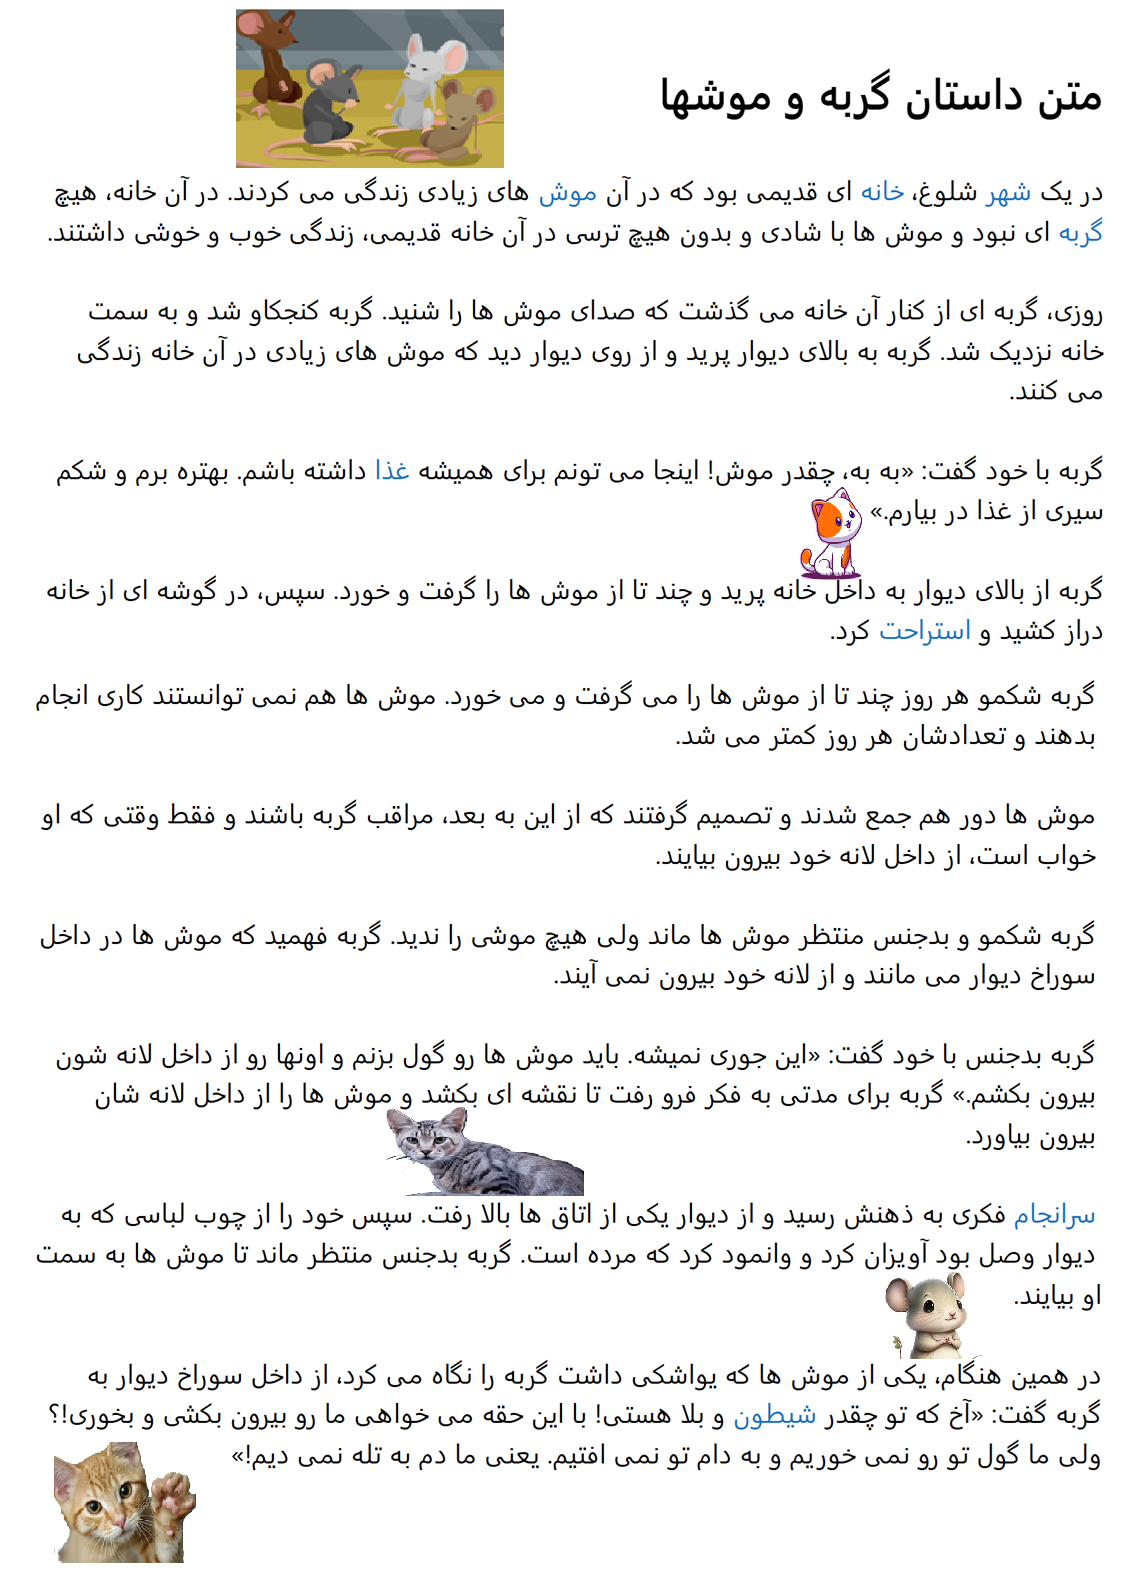 متن داستان گربه و موشها
در یک شهر شلوغ، خانه ای قدیمی بود که در آن موش های زیادی زندگی می کردند. در آن خانه، هیچ
گربه ای نبود و موش ها با شادی و بدون هیچ ترسی در آن خانه قدیمی، زندگی خوب و خوشی داشتند.
روزی، گربه ای از کنار آن خانه می گذشت که صدای موش ها را شنید. گربه کنجکاو شد و به سمت
خانه نزدیک شد. گربه به بالای دیوار پرید و از روی دیوار دید که موش های زیادی در آن خانه زندگی
می کنند.
گربه با خود گفت: «به به، چقدر موش! اینجا می تونم برای همیشه غذا داشته باشم. بهتره برم و شکم
سیری از غذا در بیارم.»
گربه از بالای دیوار به داخل خانه پرید و چند تا از موش ها را گرفت و خورد. سپس، در گوشه ای از خانه
دراز کشید و استراحت کرد.
گربه شکمو هر روز چند تا از موش ها را می گرفت و می خورد. موش ها هم نمی توانستند کاری انجام
بدهند و تعدادشان هر روز کمتر می شد.
موش ها دور هم جمع شدند و تصمیم گرفتند که از این به بعد، مراقب گربه باشند و فقط وقتی که او
خواب است، از داخل لانه خود بیرون بیایند.
گربه شکمو و بدجنس منتظر موش ها ماند ولی هیچ موشی را ندید. گربه فهمید که موش ها در داخل
سوراخ دیوار می مانند و از لانه خود بیرون نمی آیند.
گربه بدجنس با خود گفت: «این جوری نمیشه. باید موش ها رو گول بزنم و اونها رو از داخل لانه شون
بیرون بکشم.» گربه برای مدتی به فکر فرو رفت تا نقشه ای بکشد و موش ها را از داخل لانه شان
بیرون بیاورد.
سرانجام فکری به ذهنش رسید و از دیوار یکی از اتاق ها بالا رفت. سپس خود را از چوب لباسی که به
دیوار وصل بود آویزان کرد و وانمود کرد که مرده است. گربه بدجنس منتظر ماند تا موش ها به سمت
او بیایند.
در همین هنگام، یکی از موش ها که یواشکی داشت گربه را نگاه می کرد، از داخل سوراخ دیوار به
گربه گفت: «آخ که تو چقدر شیطون و بلا هستی! با این حقه می خواهی ما رو بیرون بکشی و بخوری!؟
ولی ما گول تو رو نمی خوریم و به دام تو نمی افتیم. یعنی ما دم به تله نمی دیم!»